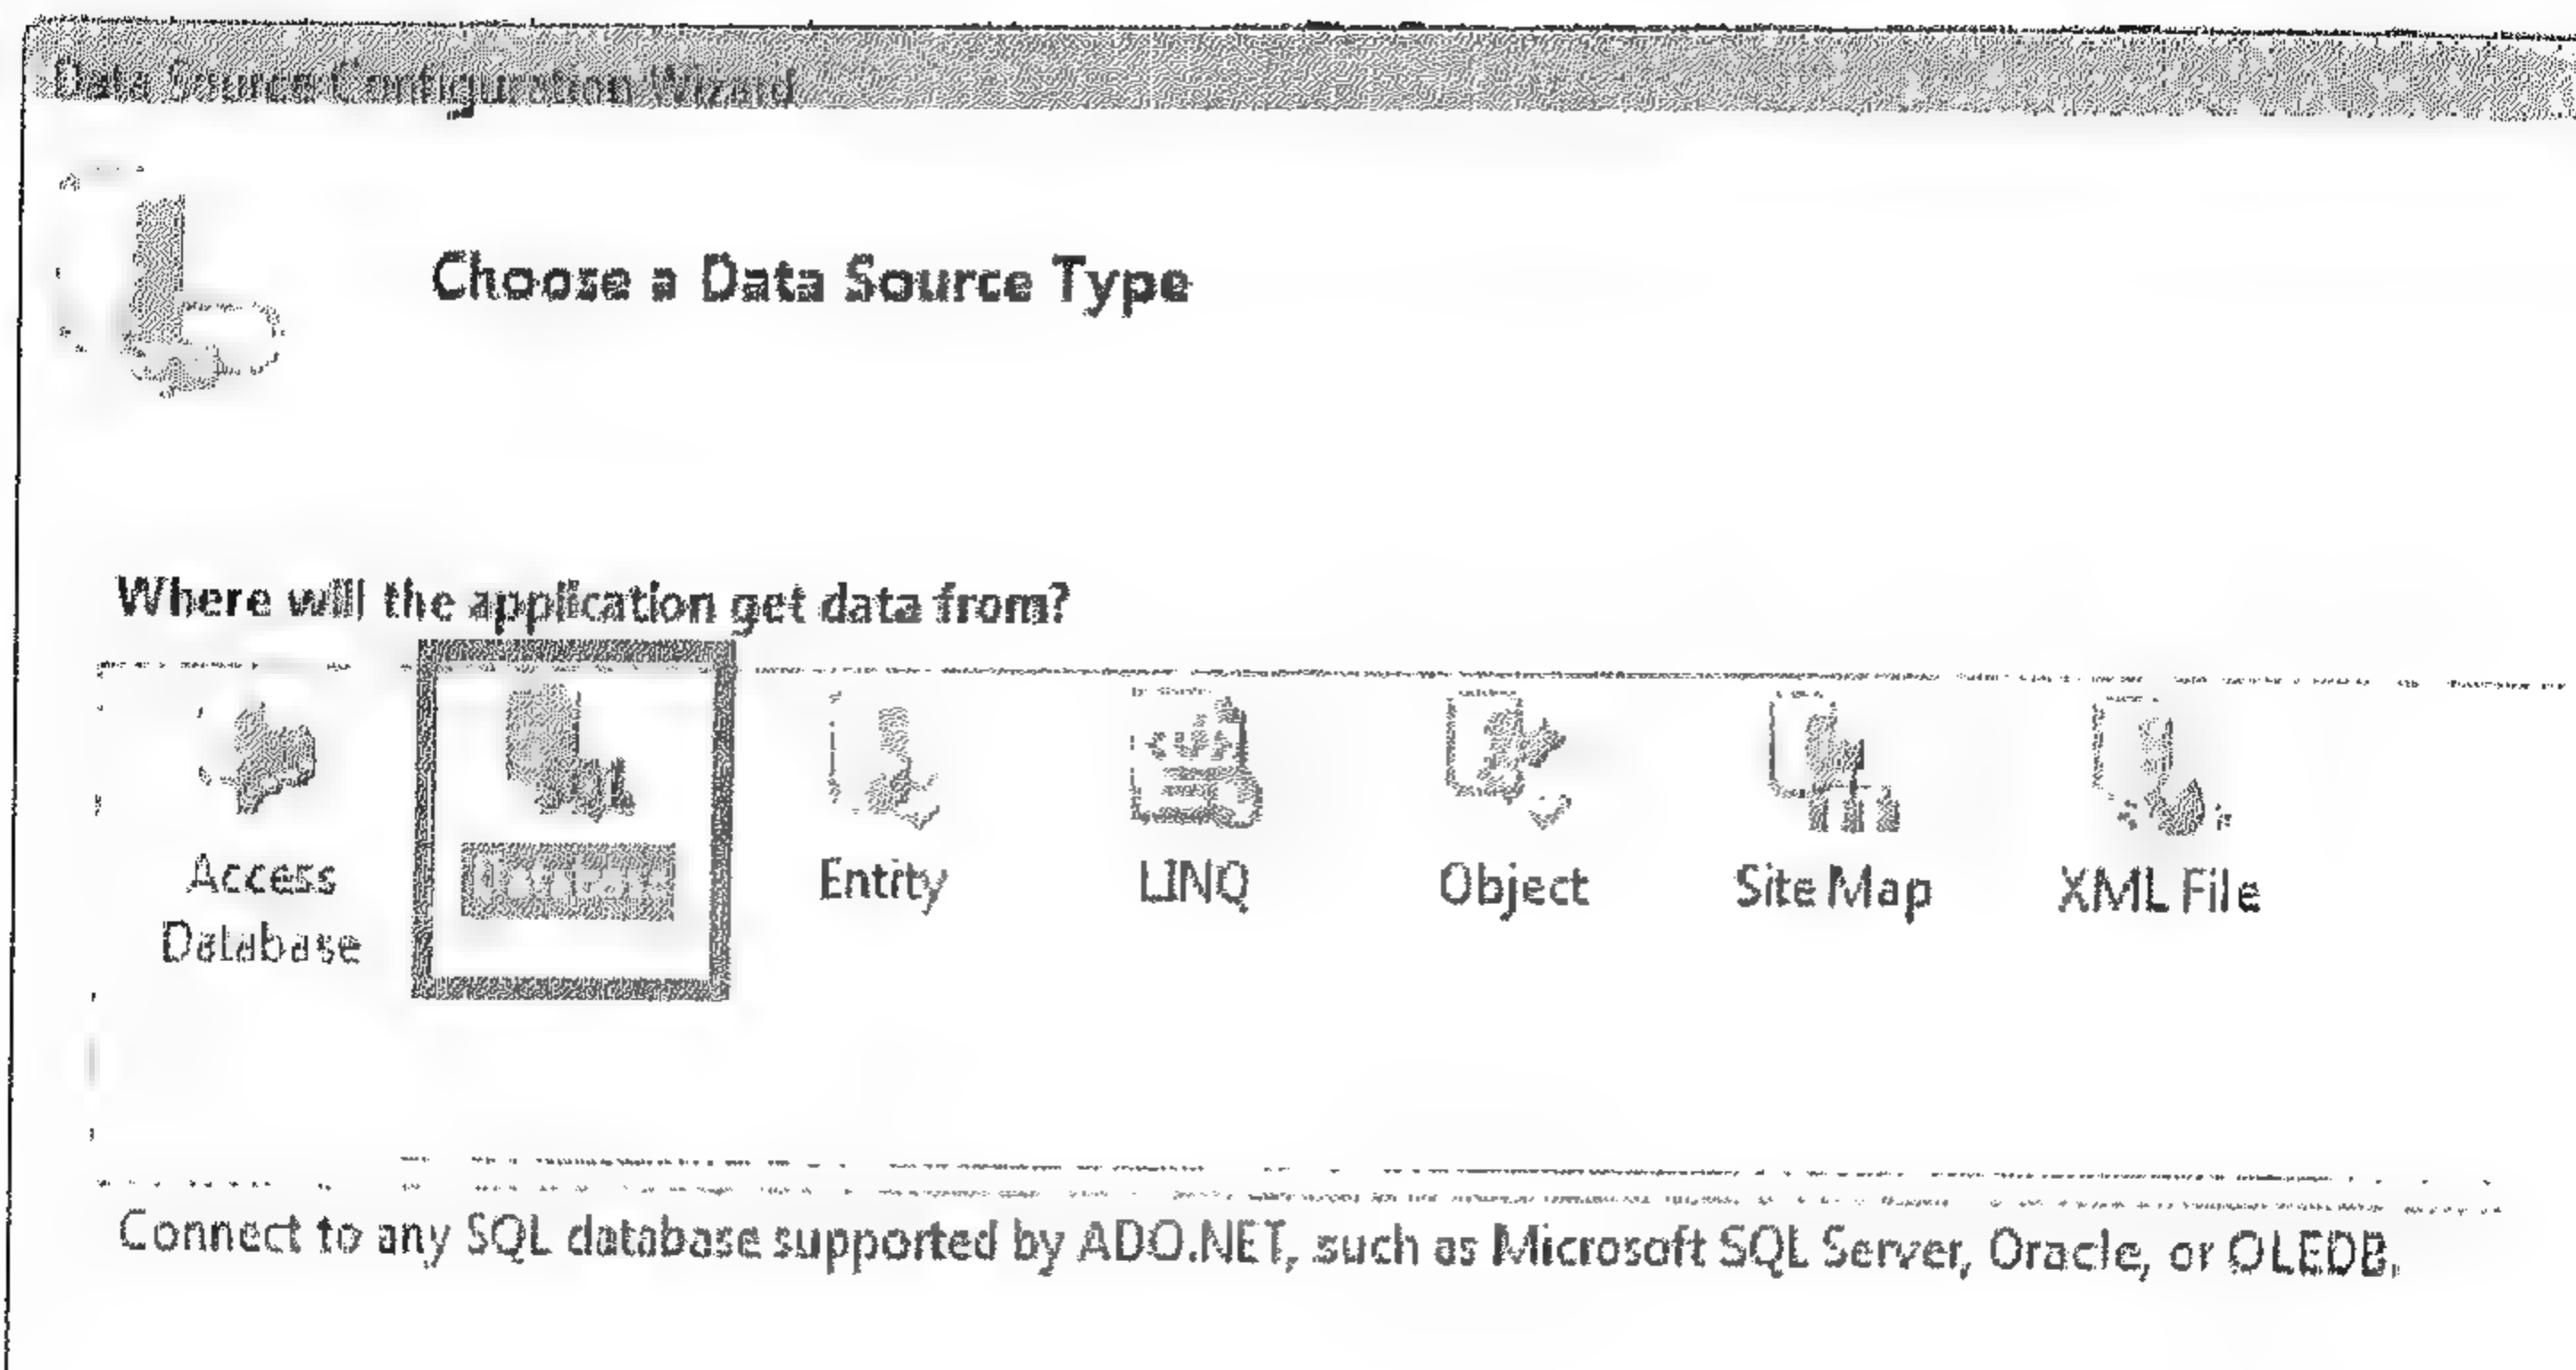 Data Source Configuration Wizard
Choose a Data Source Type
Where will the application get data from?
Access Database
Entity
LINQ
Object
Site Map
XML File
Connect to any SQL database supported by ADO.NET, such as Microsoft SQL Server, Oracle, or OLEDB.